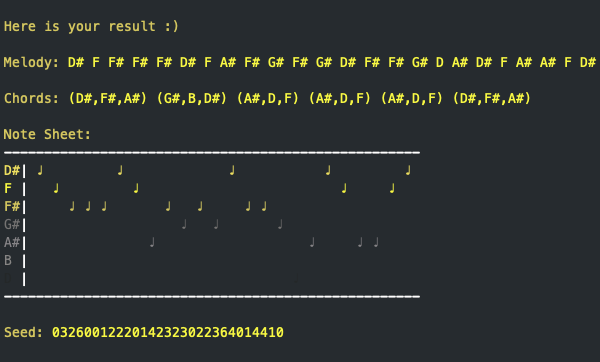 Here is your result :)
Melody: D# F F# F# F# D# F A# F# G# F# G# D# F# F# G# D A# D# F A# A# F D#
Chords: (D#,F#,A#) (G#,B,D#) (A#,D,F) (A#,D,F) (A#,D,F) (D#,F#,A#)
Note Sheet:
D#| ♩ ♩ ♩ ♩ ♩
F | ♩ ♩ ♩ ♩
F#| ♩ ♩ ♩ ♩ ♩ ♩ ♩
G#| ♩ ♩ ♩
A#| ♩ ♩ ♩ ♩
B |
|
Seed: 03260012220142323022364014410